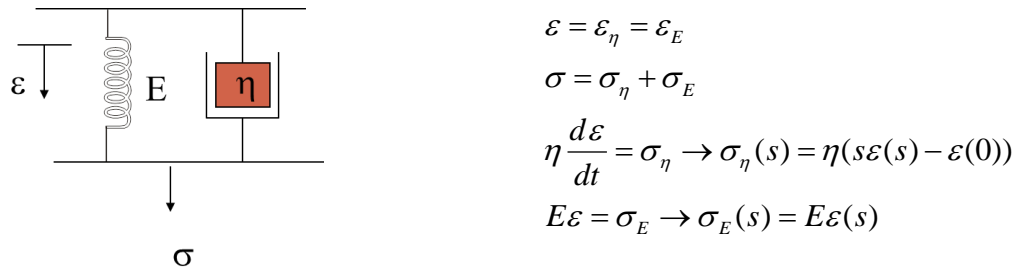 ε
E
η
σ
ε = ε_η = ε_E
σ = σ_η + σ_E
η dε/dt = σ_η → σ_η(s) = η(sε(s) − ε(0))
Eε = σ_E → σ_E(s) = Eε(s)